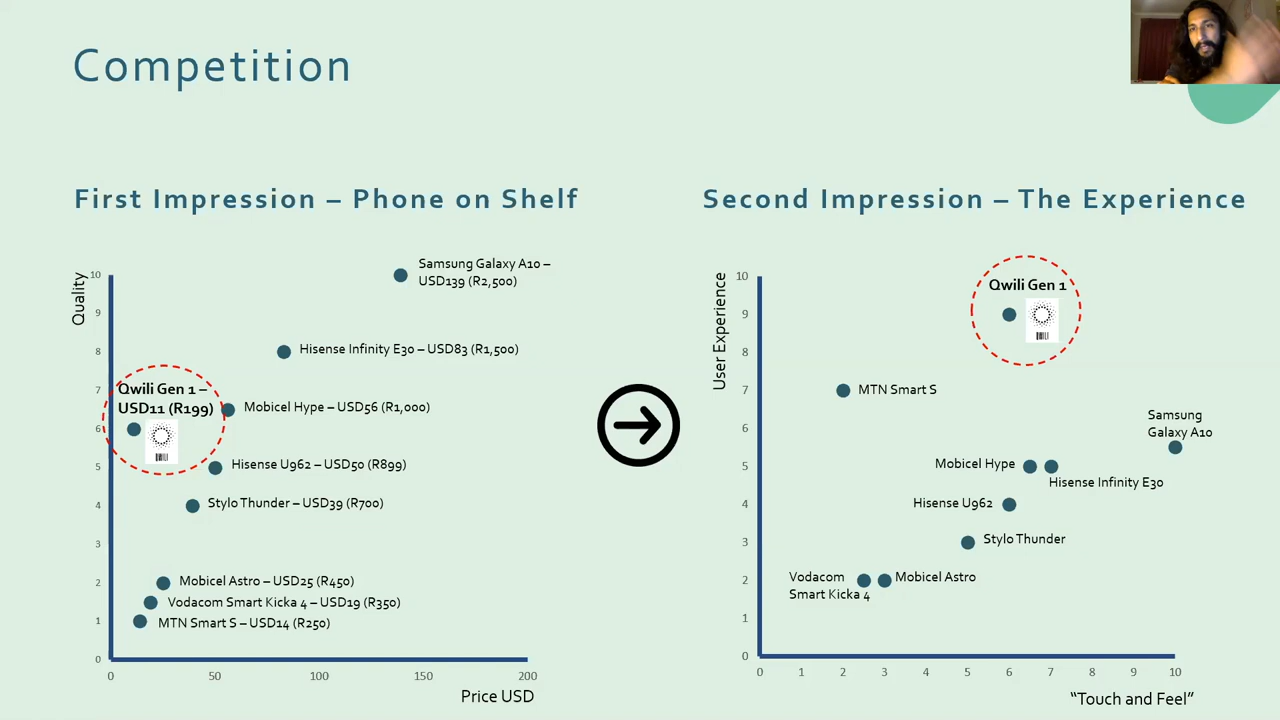 Competition
First Impression – Phone on Shelf
Quality
10
9
8
7
6
5
4
3
2
1
0
Samsung Galaxy A10 –
USD139 (R2,500)
Hisense Infinity E30 – USD83 (R1,500)
Qwili Gen 1 –
USD11 (R199)
Mobicel Hype – USD56 (R1,000)
Hisense U962 – USD50 (R899)
Stylo Thunder – USD39 (R700)
Mobicel Astro – USD25 (R450)
Vodacom Smart Kicka 4 – USD19 (R350)
MTN Smart S – USD14 (R250)
0 50 100 150 200
Price USD
Second Impression – The Experience
User Experience
10
9
8
7
6
5
4
3
2
1
0
Qwili Gen 1
MTN Smart S
Samsung
Galaxy A10
Mobicel Hype
Hisense Infinity E30
Hisense U962
Stylo Thunder
Vodacom
Smart Kicka 4
Mobicel Astro
0 1 2 3 4 5 6 7 8 9 10
“Touch and Feel”